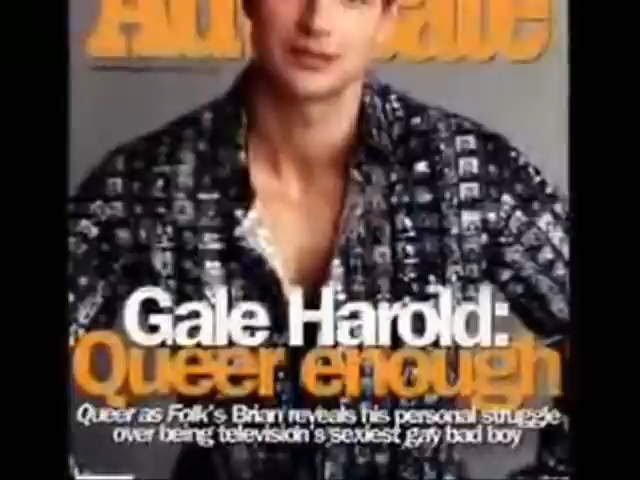 Gale Harold:
Queer enough
Queer as Folk's Brian reveals his personal struggle
over being television's sexiest gay bad boy